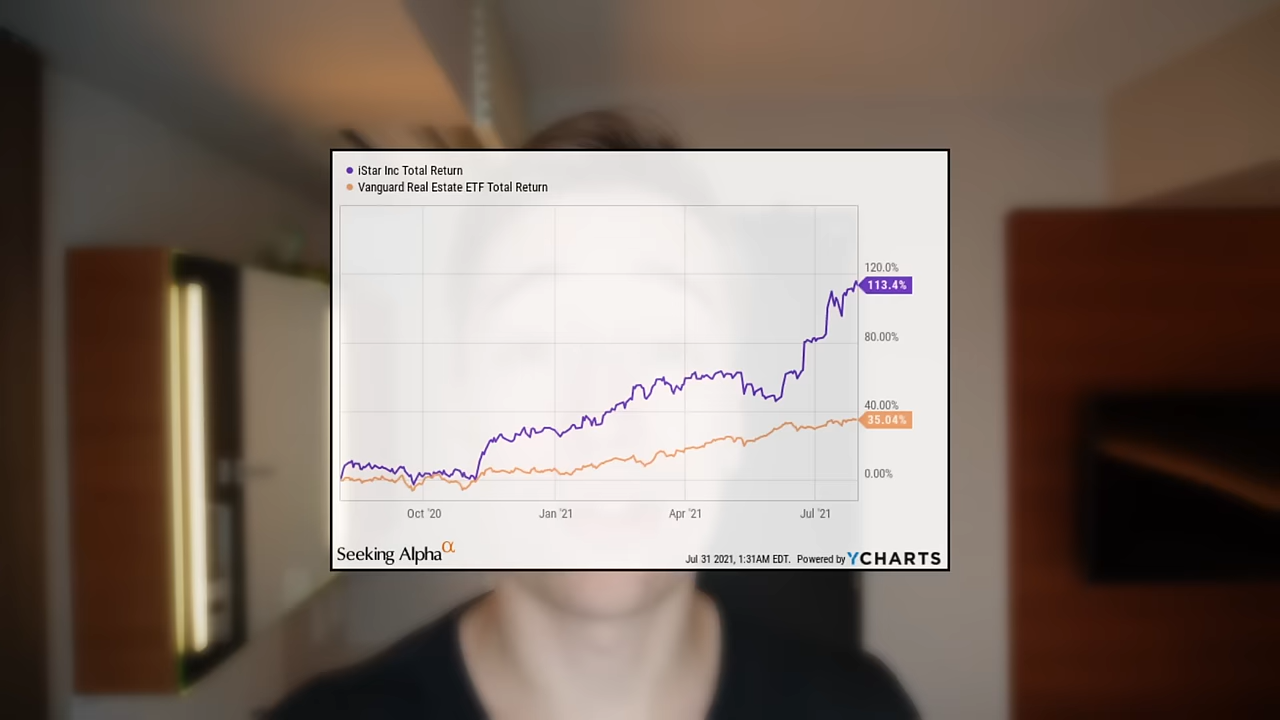 iStar Inc Total Return
Vanguard Real Estate ETF Total Return
120.0%
113.4%
80.00%
40.00%
35.04%
0.00%
Oct '20 Jan '21 Apr '21 Jul '21
Seeking Alphaα
Jul 31 2021, 1:31AM EDT. Powered by YCHARTS